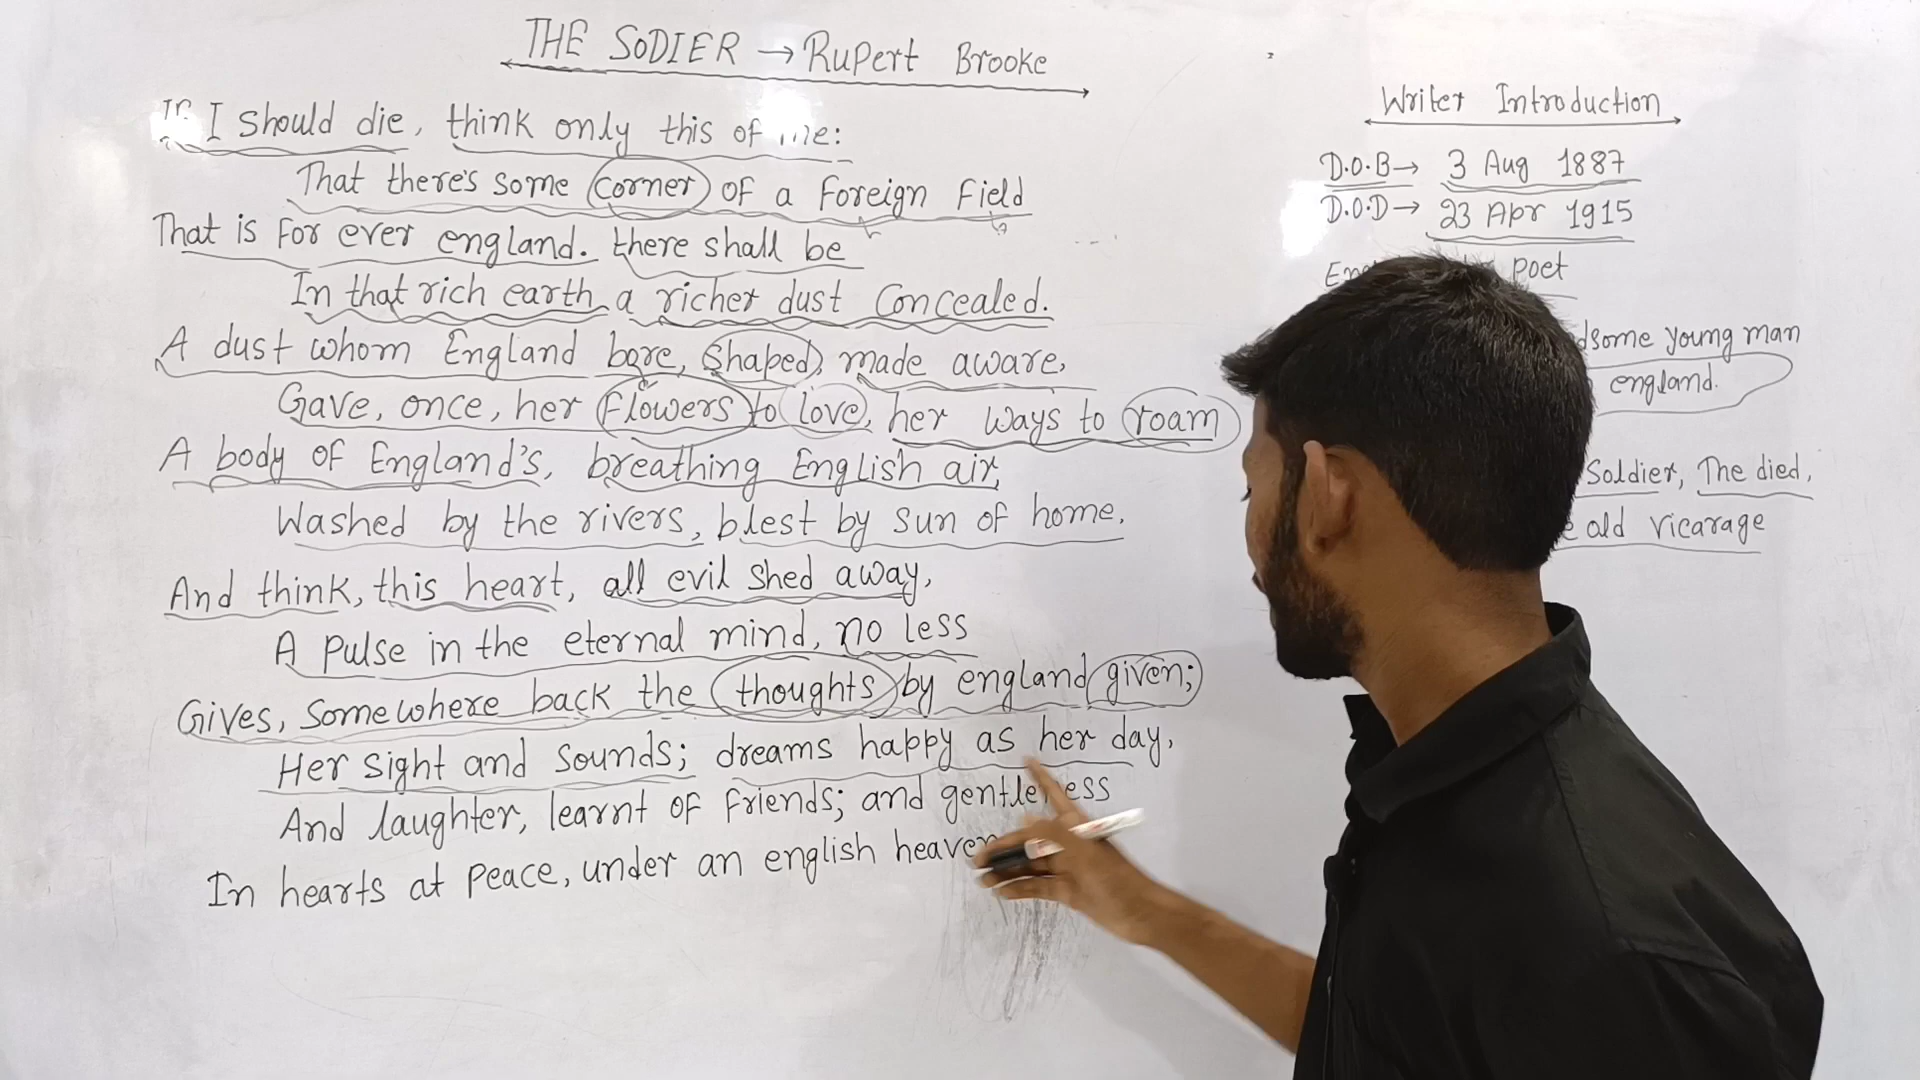 THE SODIER → Rupert Brooke
If I should die, think only this of me:
That there's some corner of a Foreign Field
That is For ever england. there shall be
In that rich earth a richer dust Concealed.
A dust whom England bore, shaped, made aware,
Gave, once, her Flowers to love, her ways to roam
A body of England's, breathing English air,
Washed by the rivers, blest by sun of home.
And think, this heart, all evil shed away,
A pulse in the eternal mind, no less
Gives, Somewhere back the thoughts by england given;
Her sight and sounds; dreams happy as her day,
And laughter, learnt of Friends; and gentleness
In hearts at peace, under an english heaven
Writer Introduction
D.O.B → 3 Aug 1887
D.O.D → 23 Apr 1915
poet
young man
england.
Soldier, The died,
old vicarage